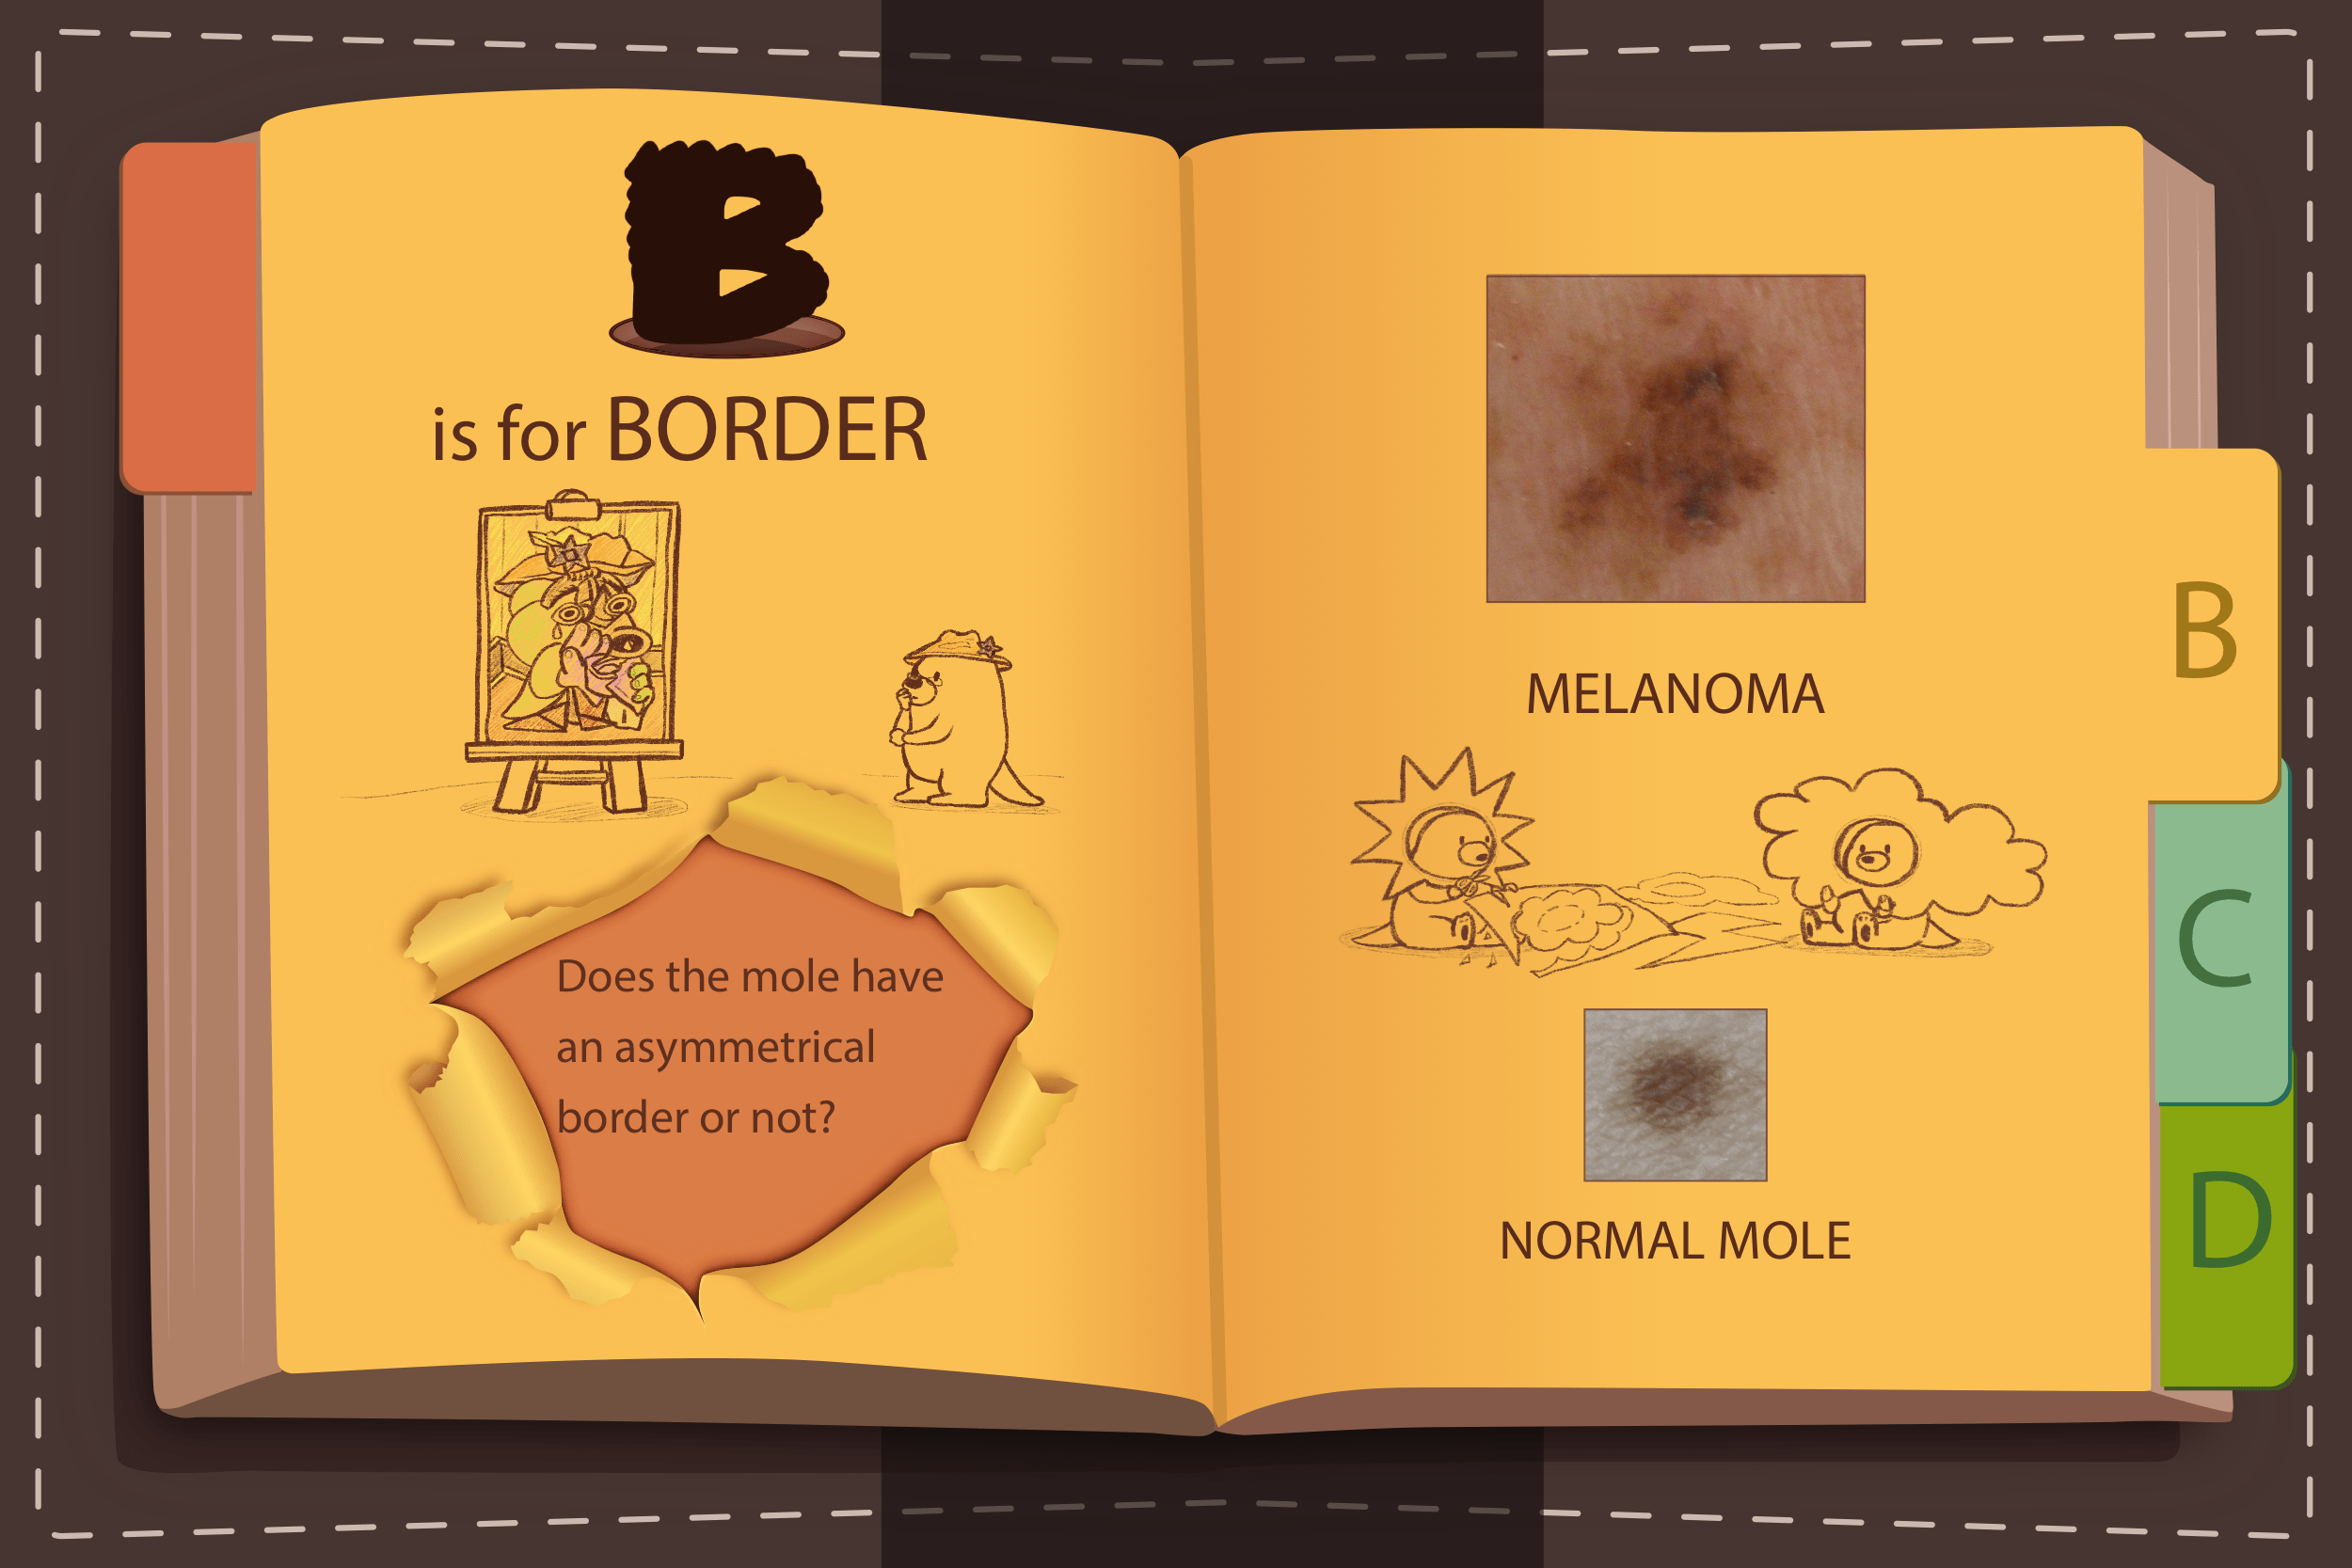 B
is for BORDER
Does the mole have
an asymmetrical
border or not?
MELANOMA
NORMAL MOLE
B
C
D